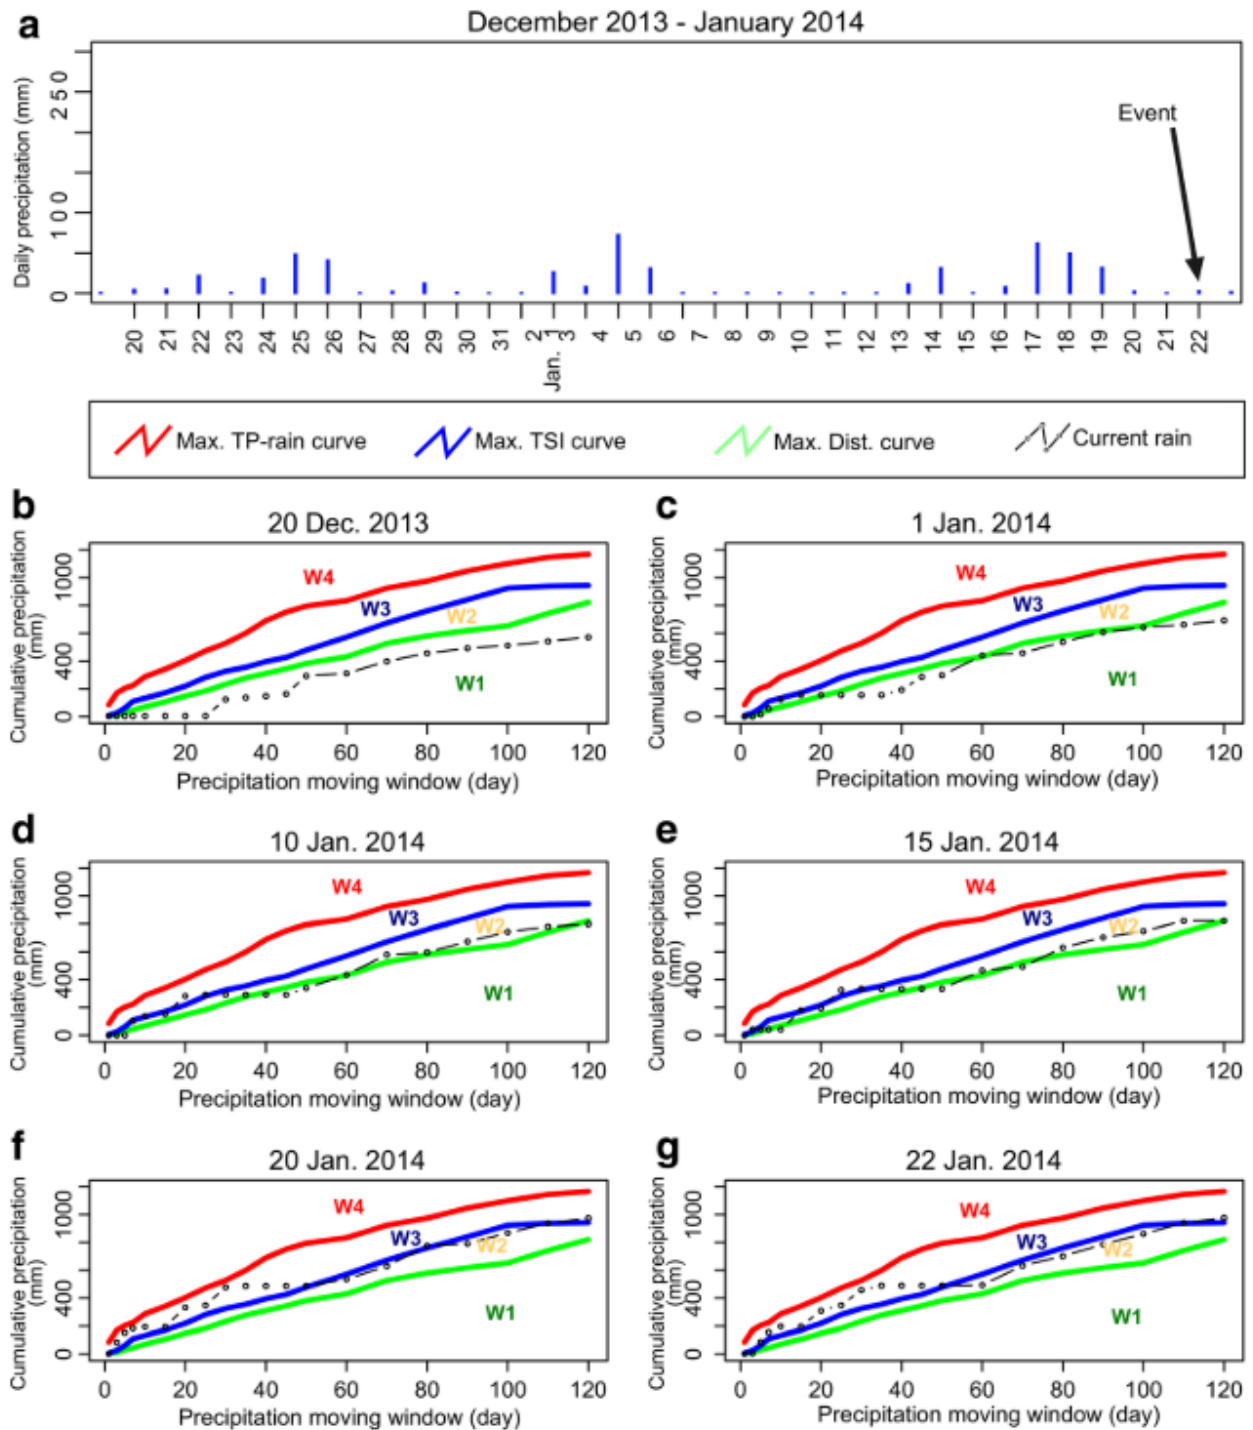 a
December 2013 - January 2014
Daily precipitation (mm)
0 100 250
Event
20 21 22 23 24 25 26 27 28 29 30 31 2 Jan. 1 3 4 5 6 7 8 9 10 11 12 13 14 15 16 17 18 19 20 21 22
Max. TP-rain curve Max. TSI curve Max. Dist. curve Current rain
b
20 Dec. 2013
Cumulative precipitation
(mm)
0 400 1000
W4
W3
W2
W1
0 20 40 60 80 100 120
Precipitation moving window (day)
c
1 Jan. 2014
Cumulative precipitation
(mm)
0 400 1000
W4
W3
W2
W1
0 20 40 60 80 100 120
Precipitation moving window (day)
d
10 Jan. 2014
Cumulative precipitation
(mm)
0 400 1000
W4
W3
W2
W1
0 20 40 60 80 100 120
Precipitation moving window (day)
e
15 Jan. 2014
Cumulative precipitation
(mm)
0 400 1000
W4
W3
W2
W1
0 20 40 60 80 100 120
Precipitation moving window (day)
f
20 Jan. 2014
Cumulative precipitation
(mm)
0 400 1000
W4
W3
W2
W1
0 20 40 60 80 100 120
Precipitation moving window (day)
g
22 Jan. 2014
Cumulative precipitation
(mm)
0 400 1000
W4
W3
W2
W1
0 20 40 60 80 100 120
Precipitation moving window (day)